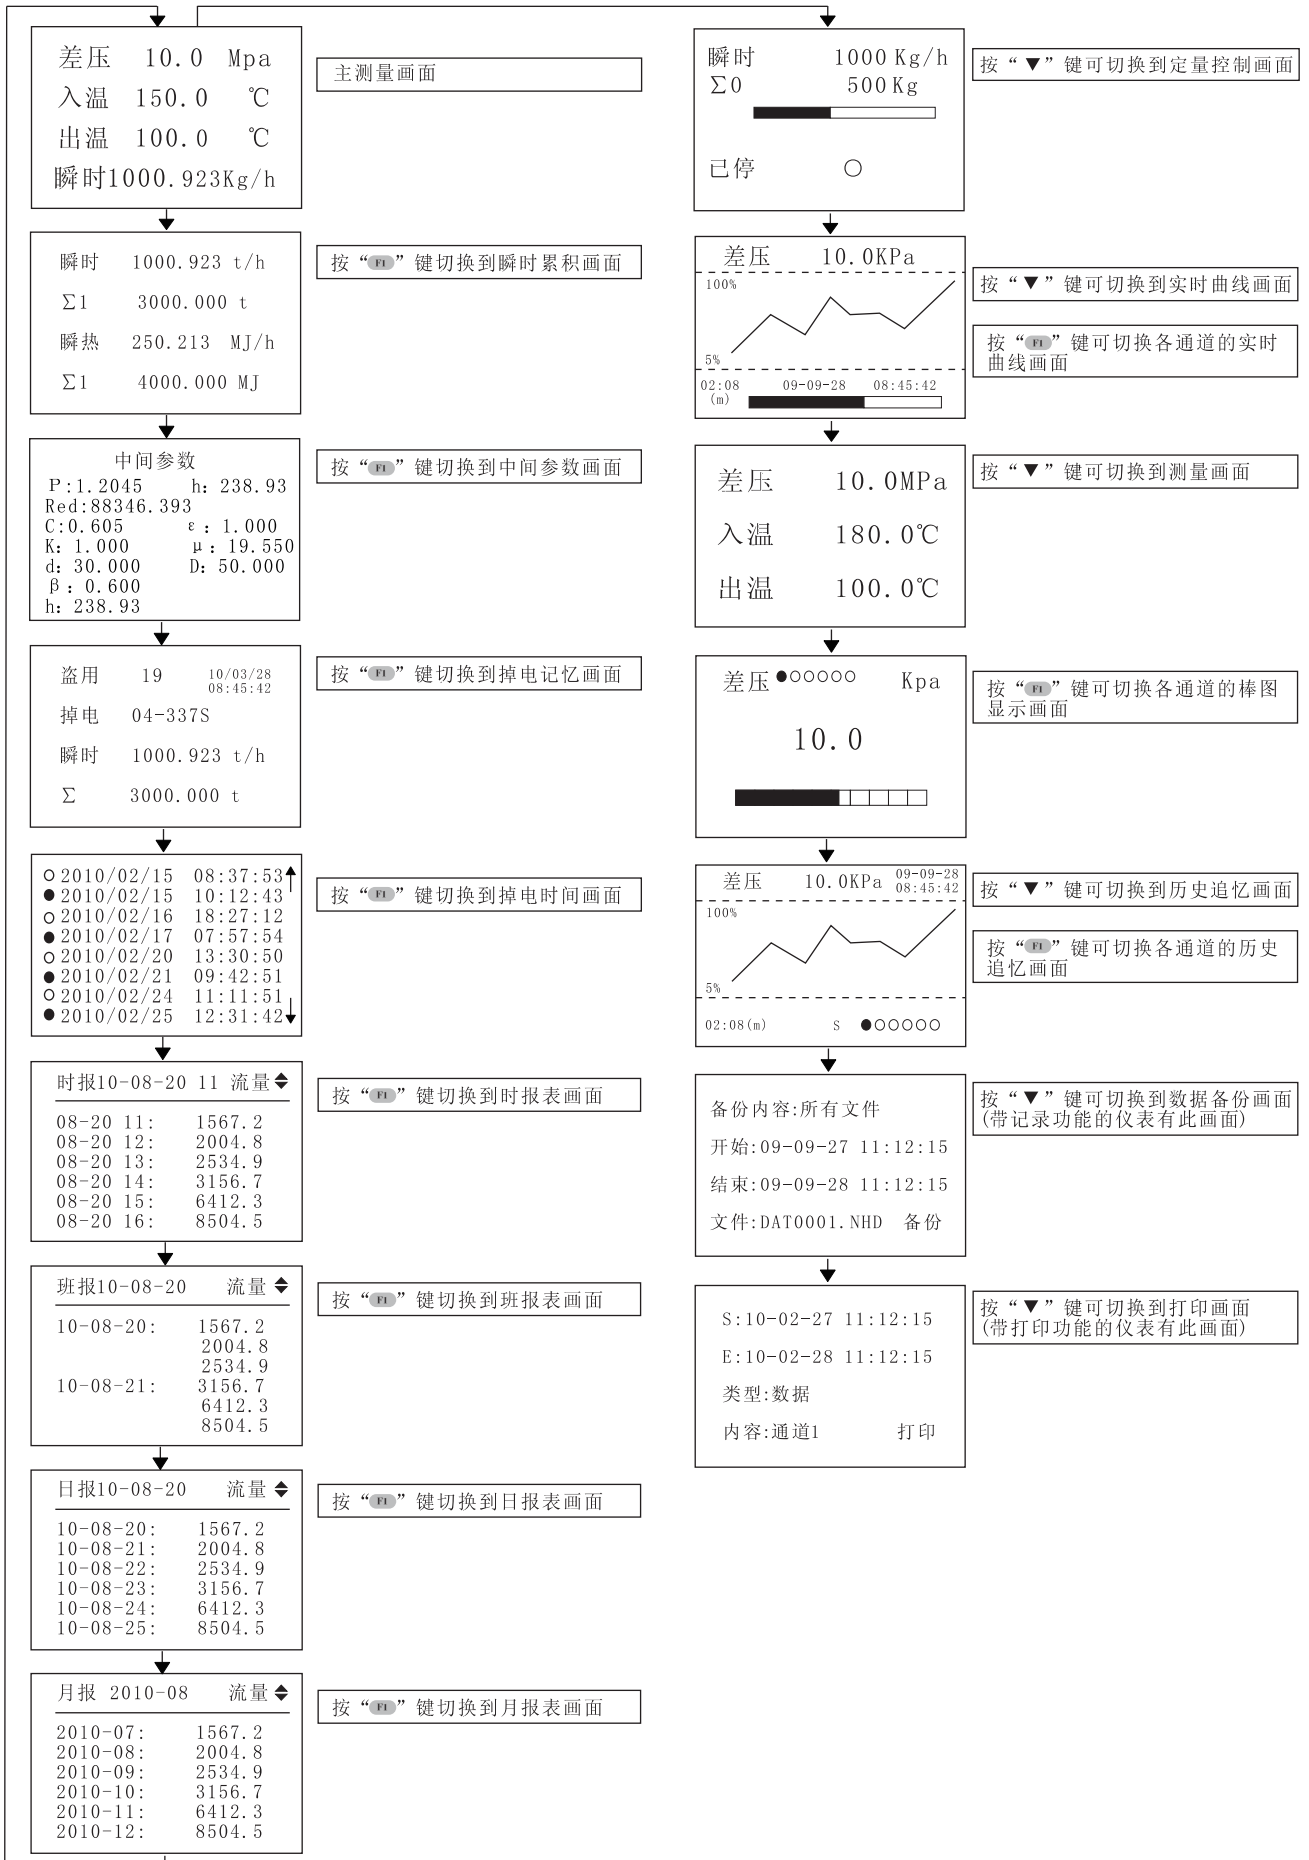 差压 10.0 Mpa
入温 150.0 ℃
出温 100.0 ℃
瞬时1000.923Kg/h
主测量画面
瞬时 1000.923 t/h
∑1 3000.000 t
瞬热 250.213 MJ/h
∑1 4000.000 MJ
按“F1”键切换到瞬时累积画面
中间参数
P:1.2045 h: 238.93
Red:88346.393
C:0.605 ε: 1.000
K: 1.000 μ: 19.550
d: 30.000 D: 50.000
β: 0.600
h: 238.93
按“F1”键切换到中间参数画面
盗用 19 10/03/28
08:45:42
掉电 04-337S
瞬时 1000.923 t/h
∑ 3000.000 t
按“F1”键切换到掉电记忆画面
○2010/02/15 08:37:53
●2010/02/15 10:12:43
○2010/02/16 18:27:12
●2010/02/17 07:57:54
○2010/02/20 13:30:50
●2010/02/21 09:42:51
○2010/02/24 11:11:51
●2010/02/25 12:31:42
按“F1”键切换到掉电时间画面
时报10-08-20 11 流量
08-20 11: 1567.2
08-20 12: 2004.8
08-20 13: 2534.9
08-20 14: 3156.7
08-20 15: 6412.3
08-20 16: 8504.5
按“F1”键切换到时报表画面
班报10-08-20 流量
10-08-20: 1567.2
2004.8
2534.9
10-08-21: 3156.7
6412.3
8504.5
按“F1”键切换到班报表画面
日报10-08-20 流量
10-08-20: 1567.2
10-08-21: 2004.8
10-08-22: 2534.9
10-08-23: 3156.7
10-08-24: 6412.3
10-08-25: 8504.5
按“F1”键切换到日报表画面
月报 2010-08 流量
2010-07: 1567.2
2010-08: 2004.8
2010-09: 2534.9
2010-10: 3156.7
2010-11: 6412.3
2010-12: 8504.5
按“F1”键切换到月报表画面
瞬时 1000 Kg/h
∑0 500 Kg
已停 ○
按“▼”键可切换到定量控制画面
差压 10.0KPa
100%
5%
02:08 09-09-28 08:45:42
(m)
按“▼”键可切换到实时曲线画面
按“F1”键可切换各通道的实时
曲线画面
差压 10.0MPa
入温 180.0℃
出温 100.0℃
按“▼”键可切换到测量画面
差压●○○○○○ Kpa
10.0
按“F1”键可切换各通道的棒图
显示画面
差压 10.0KPa 09-09-28
08:45:42
100%
5%
02:08(m) S ●○○○○○
按“▼”键可切换到历史追忆画面
按“F1”键可切换各通道的历史
追忆画面
备份内容:所有文件
开始:09-09-27 11:12:15
结束:09-09-28 11:12:15
文件:DAT0001.NHD 备份
按“▼”键可切换到数据备份画面
(带记录功能的仪表有此画面)
S:10-02-27 11:12:15
E:10-02-28 11:12:15
类型:数据
内容:通道1 打印
按“▼”键可切换到打印画面
(带打印功能的仪表有此画面)